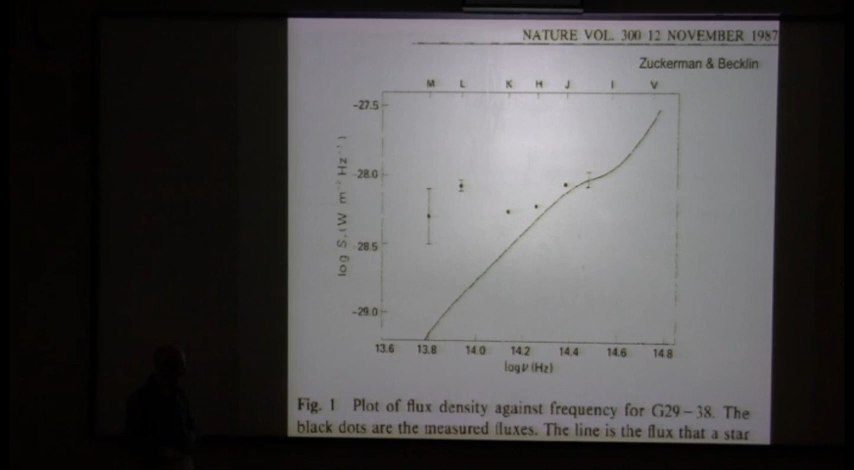 NATURE VOL. 300 12 NOVEMBER 1987
Zuckerman & Becklin
M L K H J I V
-27.5
-28.0
-28.5
-29.0
log Sν (W m⁻² Hz⁻¹)
13.6 13.8 14.0 14.2 14.4 14.6 14.8
log ν (Hz)
Fig. 1 Plot of flux density against frequency for G29–38. The
black dots are the measured fluxes. The line is the flux that a star